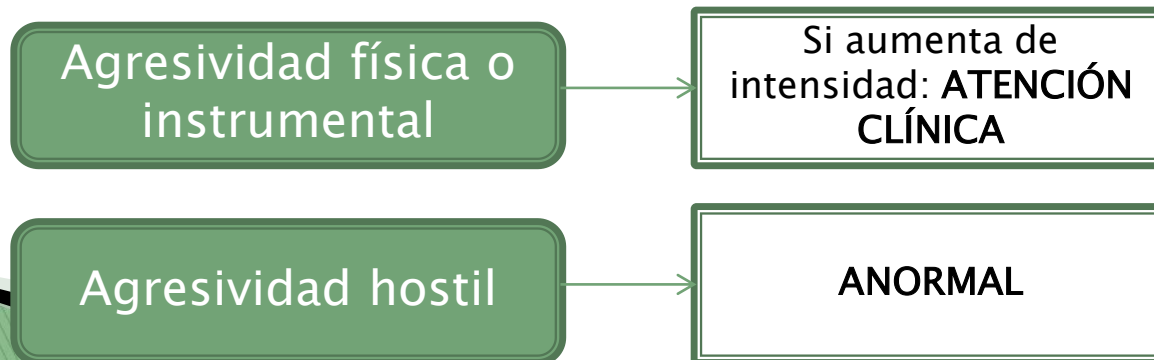 Agresividad física o
instrumental
Si aumenta de
intensidad: ATENCIÓN
CLÍNICA
Agresividad hostil
ANORMAL